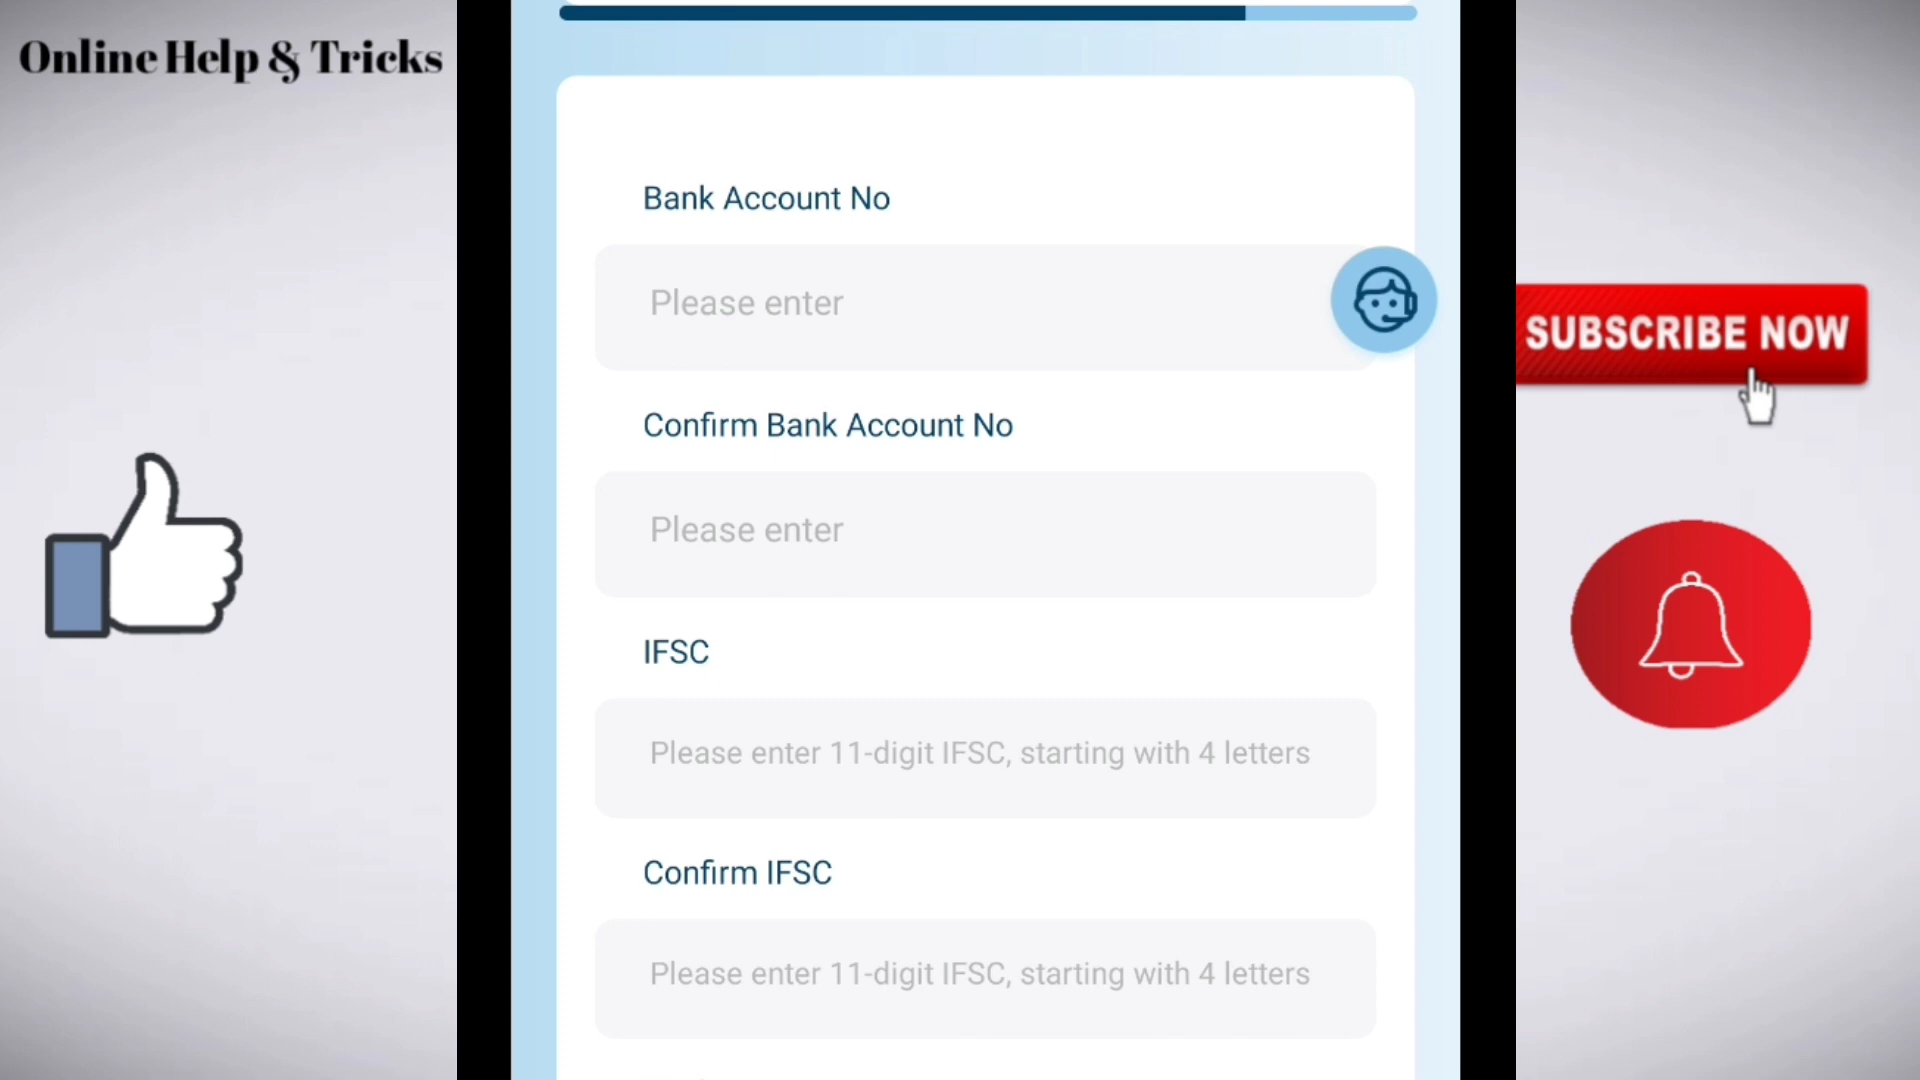 Online Help & Tricks
Bank Account No
Please enter
Confirm Bank Account No
Please enter
IFSC
Please enter 11-digit IFSC, starting with 4 letters
Confirm IFSC
Please enter 11-digit IFSC, starting with 4 letters
SUBSCRIBE NOW